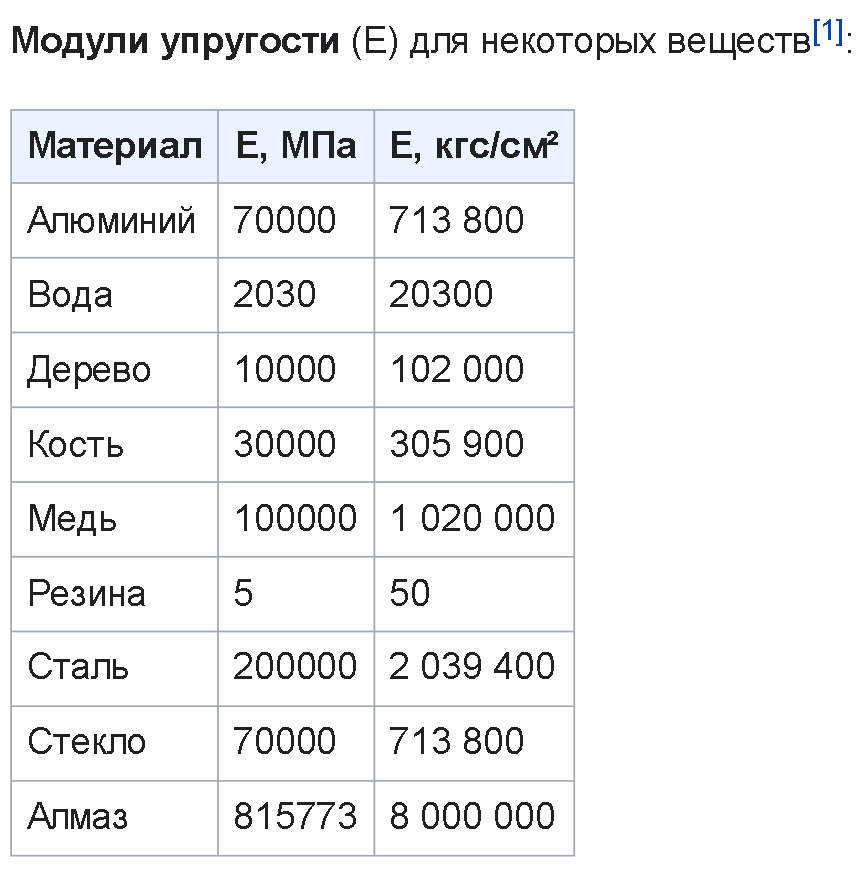 Модули упругости (E) для некоторых веществ[1]:
Материал E, МПа E, кгс/см²
Алюминий 70000 713 800
Вода 2030 20300
Дерево 10000 102 000
Кость 30000 305 900
Медь 100000 1 020 000
Резина 5 50
Сталь 200000 2 039 400
Стекло 70000 713 800
Алмаз 815773 8 000 000